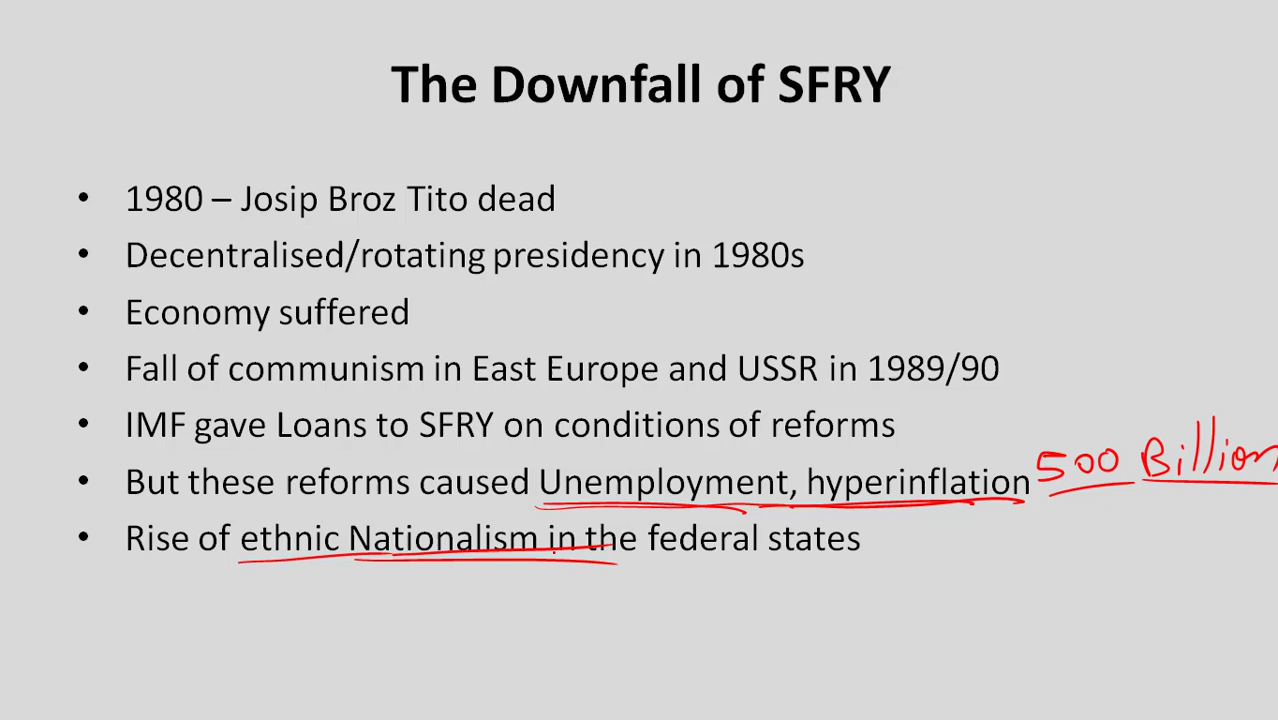 The Downfall of SFRY
• 1980 – Josip Broz Tito dead
• Decentralised/rotating presidency in 1980s
• Economy suffered
• Fall of communism in East Europe and USSR in 1989/90
• IMF gave Loans to SFRY on conditions of reforms
• But these reforms caused Unemployment, hyperinflation 500 Billion
• Rise of ethnic Nationalism in the federal states